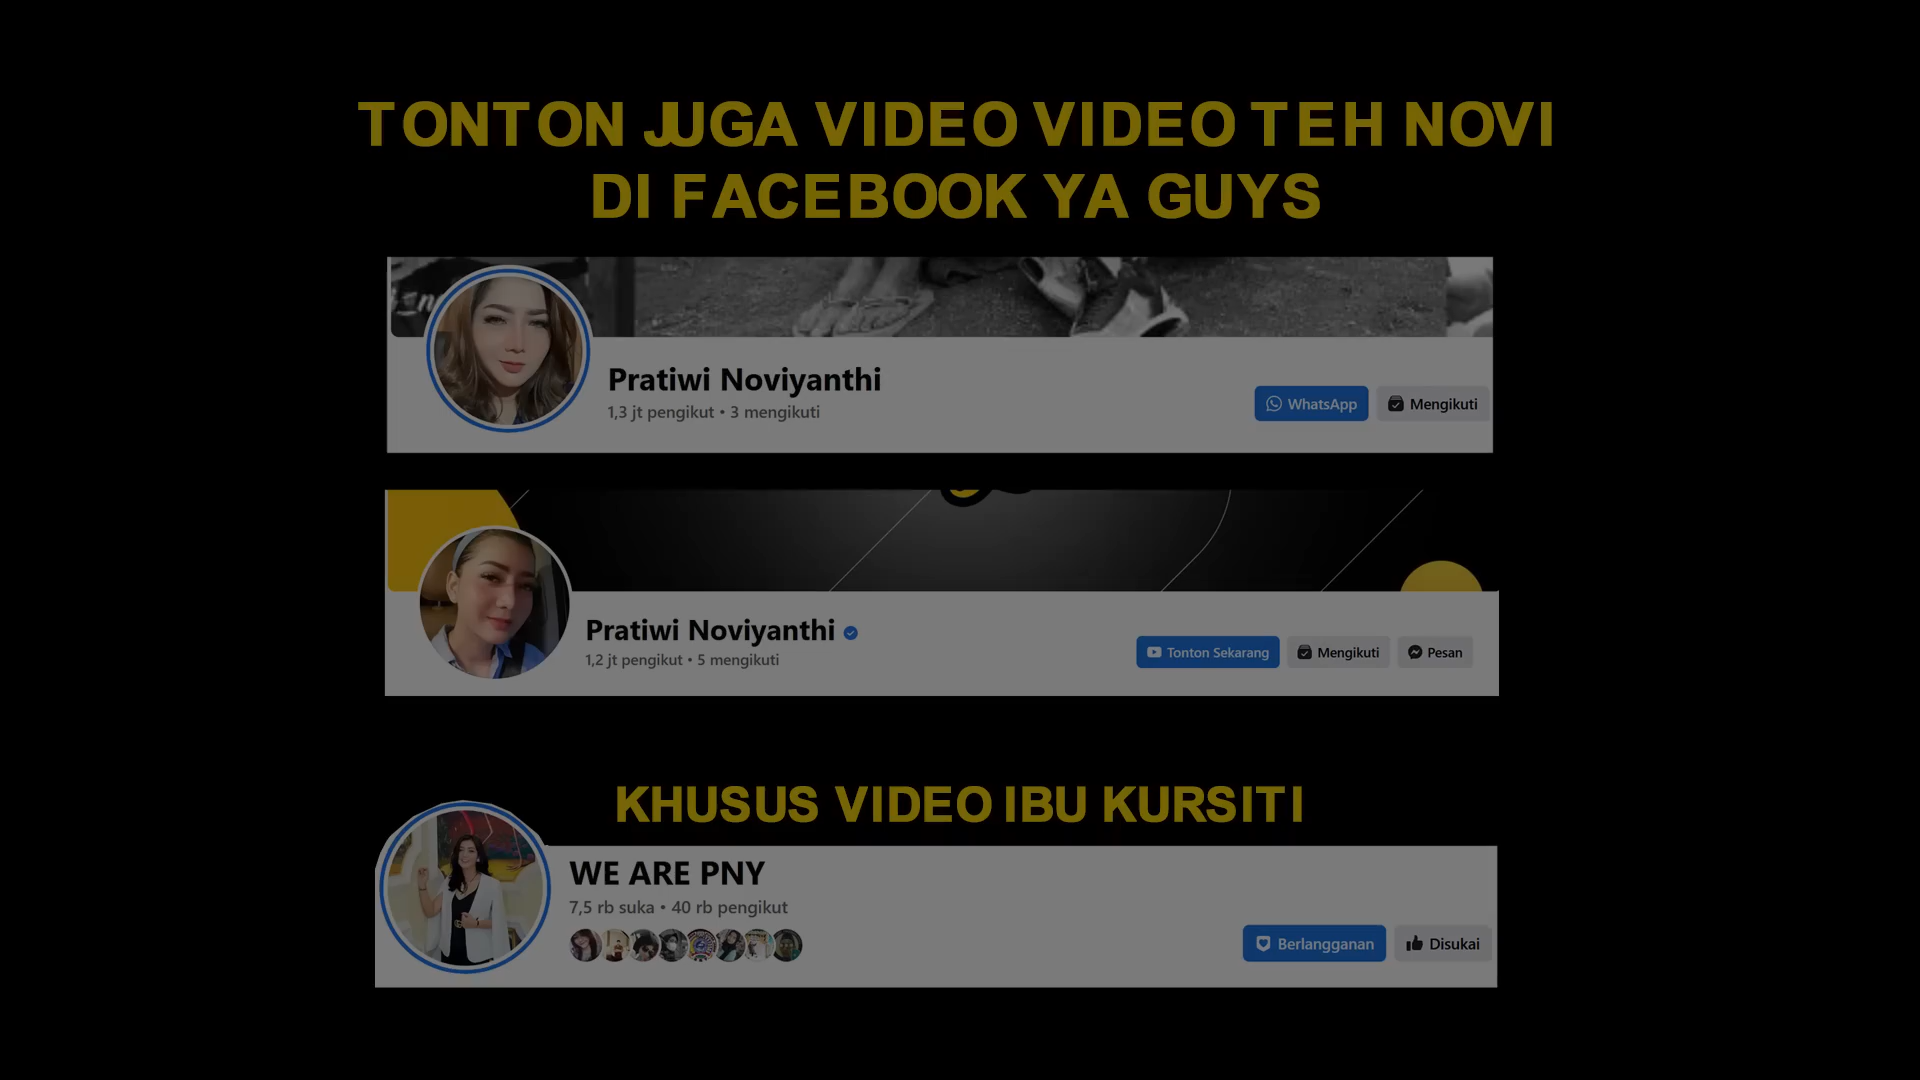 TONTON JUGA VIDEO VIDEO TEH NOVI
DI FACEBOOK YA GUYS
Pratiwi Noviyanthi
1,3 jt pengikut • 3 mengikuti
WhatsApp
Mengikuti
Pratiwi Noviyanthi
1,2 jt pengikut • 5 mengikuti
Tonton Sekarang
Mengikuti
Pesan
KHUSUS VIDEO IBU KURSITI
WE ARE PNY
7,5 rb suka • 40 rb pengikut
Berlangganan
Disukai